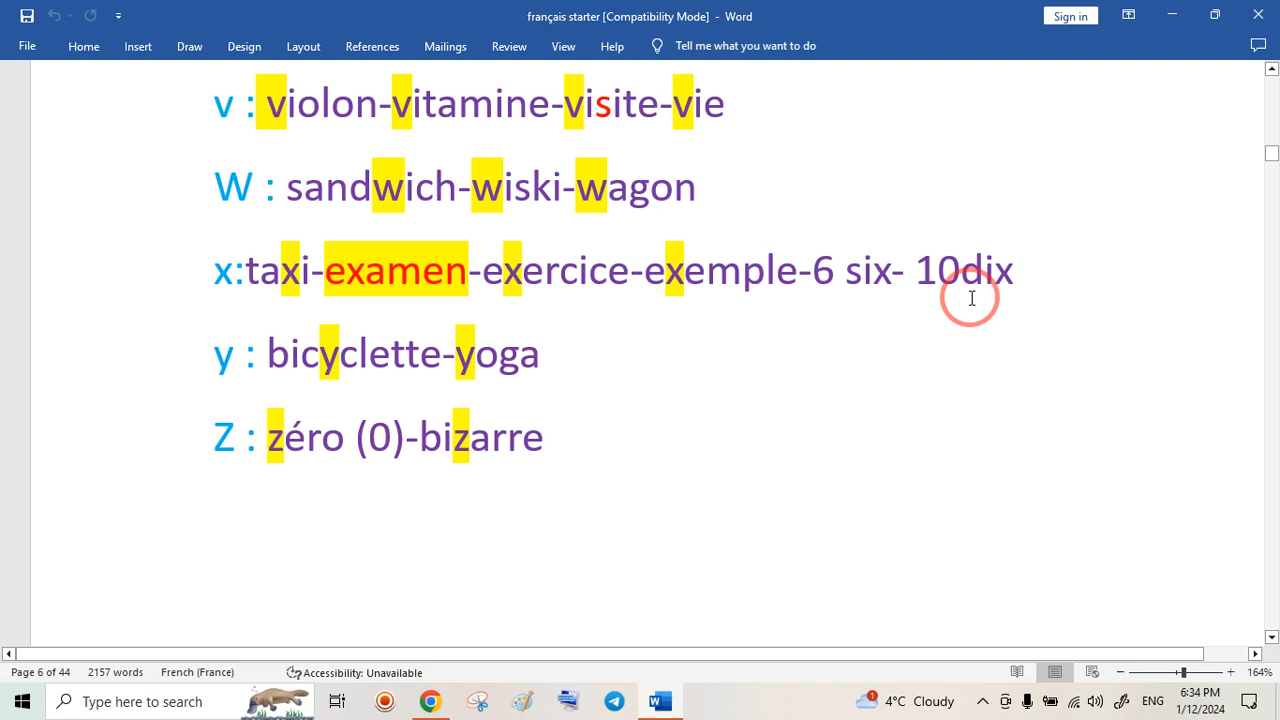 français starter [Compatibility Mode] - Word
Sign in
File Home Insert Draw Design Layout References Mailings Review View Help Tell me what you want to do
v : violon-vitamine-visite-vie
W : sandwich-wiski-wagon
x:taxi-examen-exercice-exemple-6 six- 10dix
y : bicyclette-yoga
Z : zéro (0)-bizarre
Page 6 of 44 2157 words French (France) Accessibility: Unavailable 164%
Type here to search 1 4°C Cloudy ENG 6:34 PM
1/12/2024